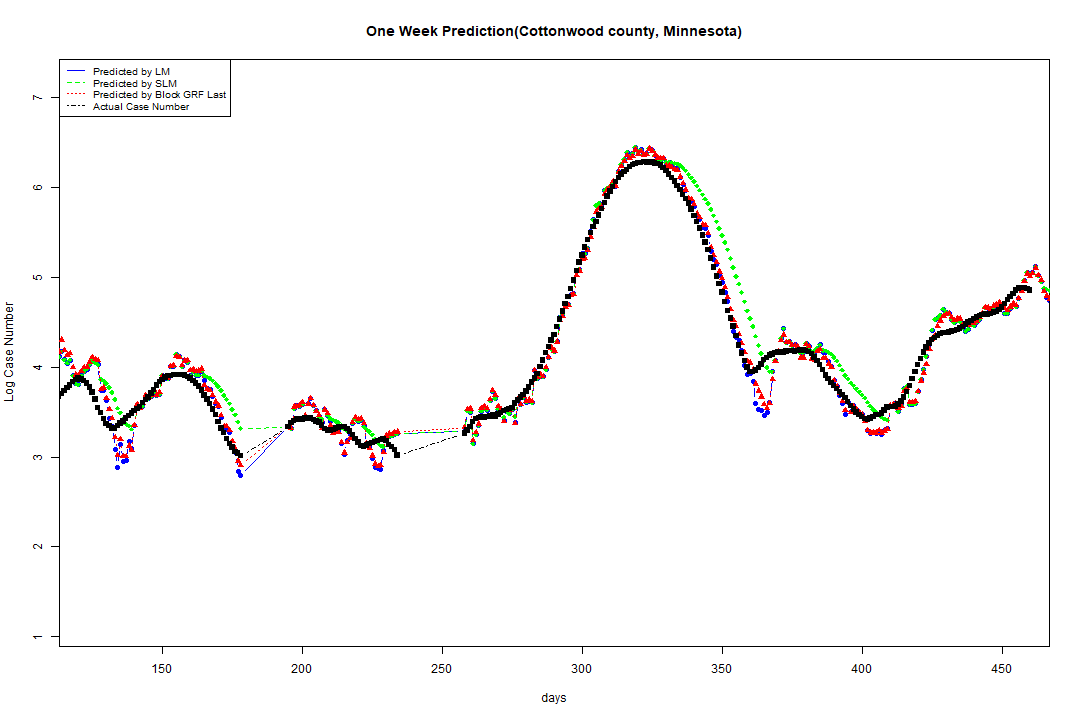 One Week Prediction(Cottonwood county, Minnesota)
Predicted by LM
Predicted by SLM
Predicted by Block GRF Last
Actual Case Number
7
6
5
4
3
2
1
Log Case Number
150 200 250 300 350 400 450
days